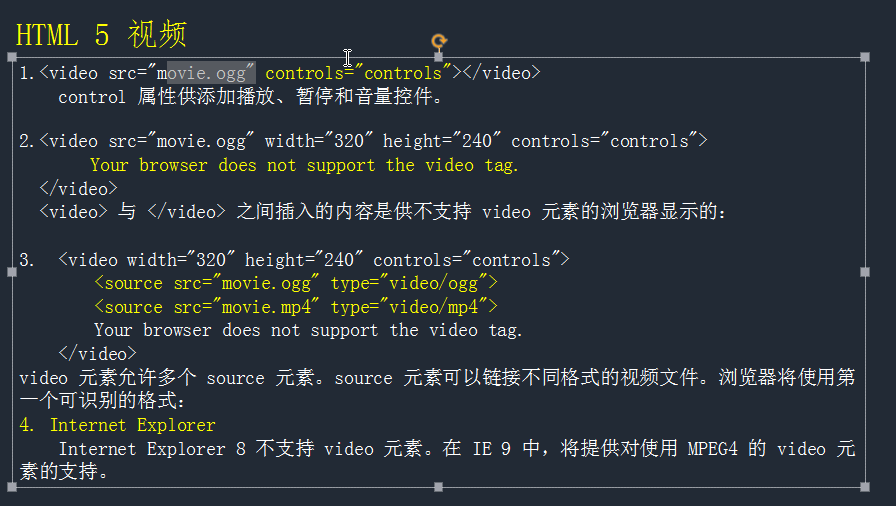 HTML 5 视频
1.<video src="movie.ogg" controls="controls"></video>
control 属性供添加播放、暂停和音量控件。
2.<video src="movie.ogg" width="320" height="240" controls="controls">
Your browser does not support the video tag.
</video>
<video> 与 </video> 之间插入的内容是供不支持 video 元素的浏览器显示的：
3. <video width="320" height="240" controls="controls">
<source src="movie.ogg" type="video/ogg">
<source src="movie.mp4" type="video/mp4">
Your browser does not support the video tag.
</video>
video 元素允许多个 source 元素。source 元素可以链接不同格式的视频文件。浏览器将使用第
一个可识别的格式：
4. Internet Explorer
Internet Explorer 8 不支持 video 元素。在 IE 9 中，将提供对使用 MPEG4 的 video 元
素的支持。